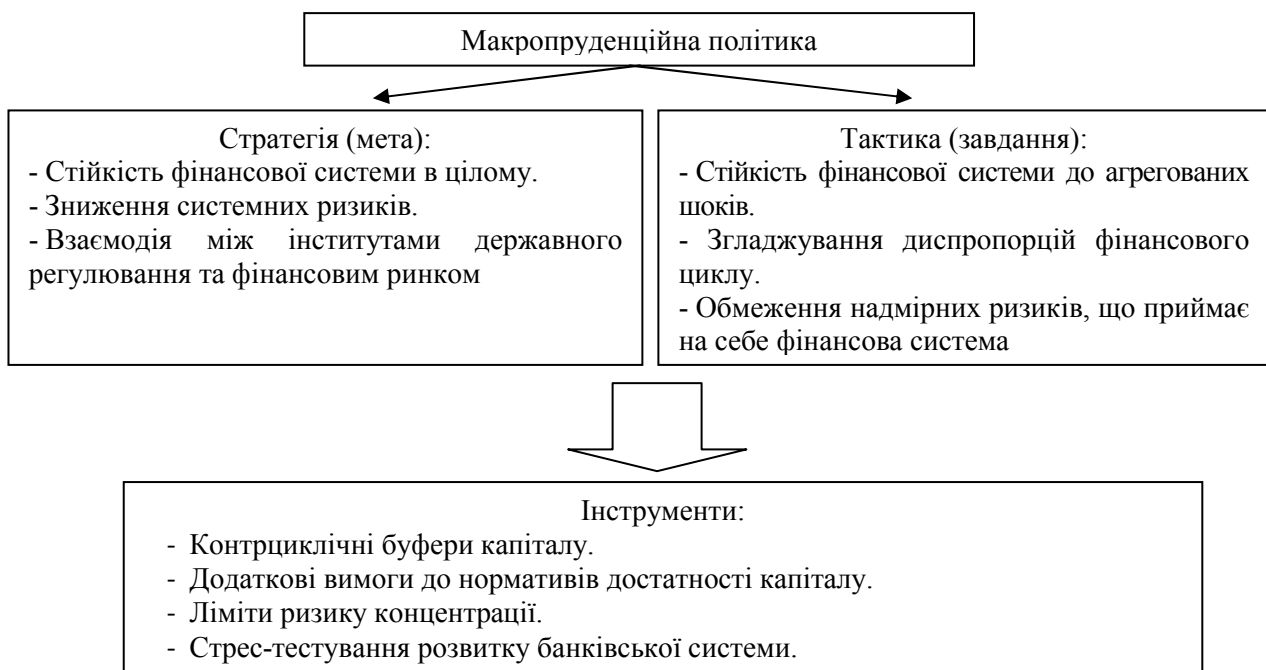 Макропруденційна політика
Стратегія (мета):
- Стійкість фінансової системи в цілому.
- Зниження системних ризиків.
- Взаємодія між інститутами державного
регулювання та фінансовим ринком
Тактика (завдання):
- Стійкість фінансової системи до агрегованих
шоків.
- Згладжування диспропорцій фінансового
циклу.
- Обмеження надмірних ризиків, що приймає
на себе фінансова система
Інструменти:
- Контрциклічні буфери капіталу.
- Додаткові вимоги до нормативів достатності капіталу.
- Ліміти ризику концентрації.
- Стрес-тестування розвитку банківської системи.